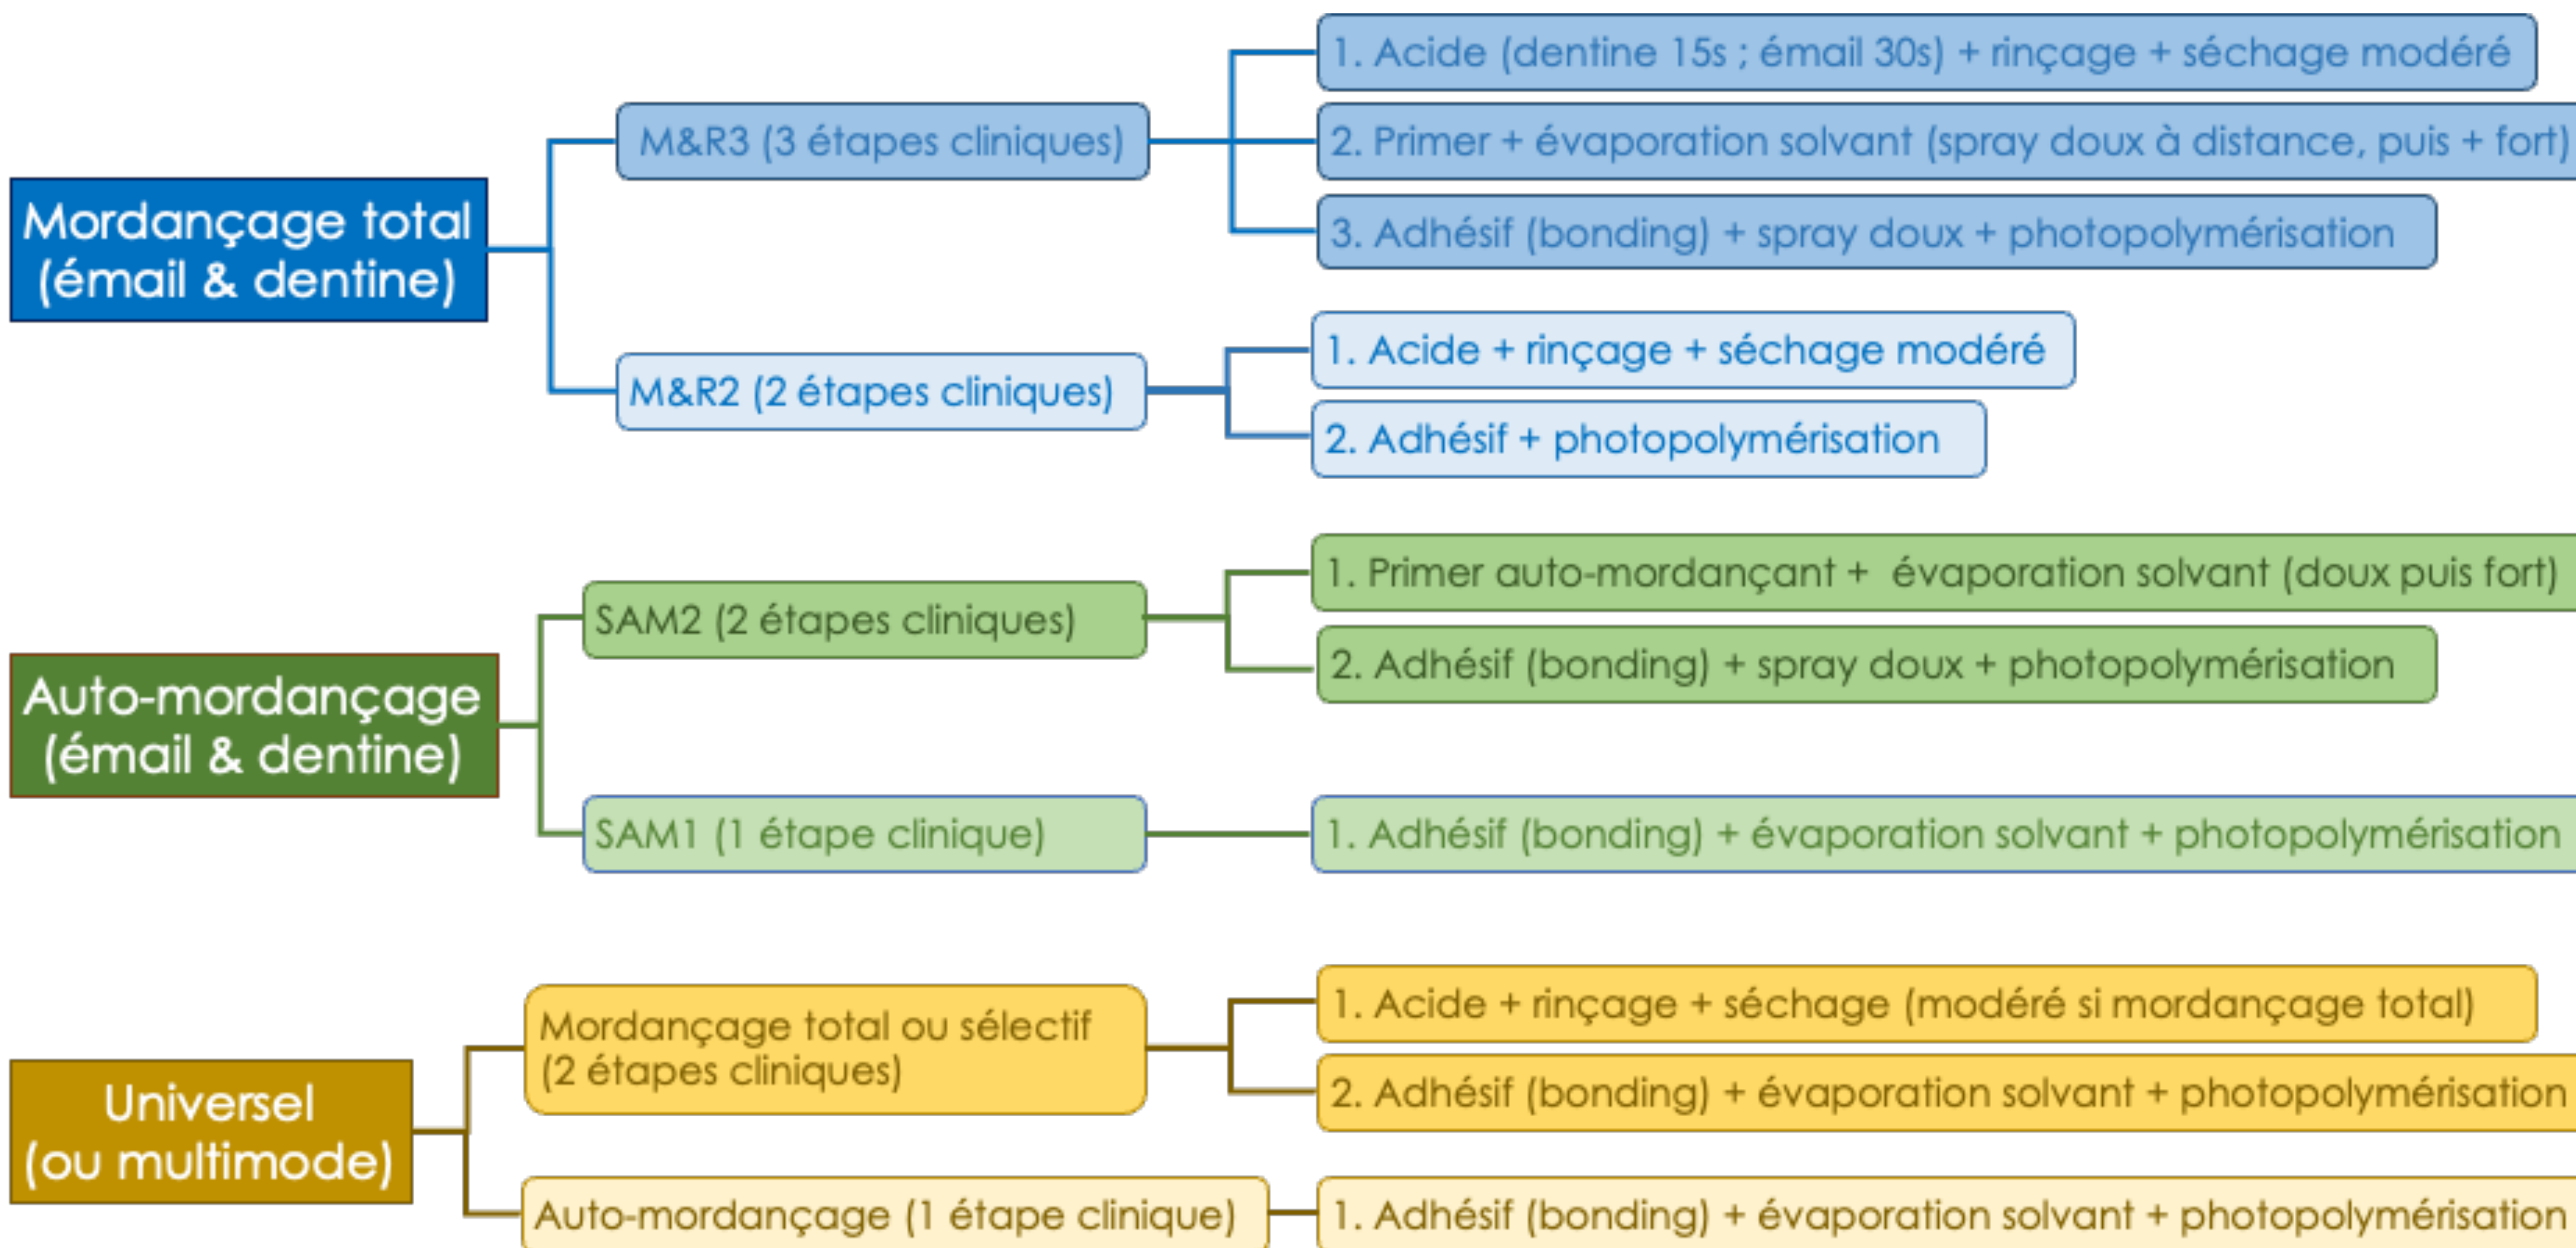 Mordançage total
(émail & dentine)
M&R3 (3 étapes cliniques)
1. Acide (dentine 15s ; émail 30s) + rinçage + séchage modéré
2. Primer + évaporation solvant (spray doux à distance, puis + fort)
3. Adhésif (bonding) + spray doux + photopolymérisation
M&R2 (2 étapes cliniques)
1. Acide + rinçage + séchage modéré
2. Adhésif + photopolymérisation
Auto-mordançage
(émail & dentine)
SAM2 (2 étapes cliniques)
1. Primer auto-mordançant + évaporation solvant (doux puis fort)
2. Adhésif (bonding) + spray doux + photopolymérisation
SAM1 (1 étape clinique)
1. Adhésif (bonding) + évaporation solvant + photopolymérisation
Universel
(ou multimode)
Mordançage total ou sélectif
(2 étapes cliniques)
1. Acide + rinçage + séchage (modéré si mordançage total)
2. Adhésif (bonding) + évaporation solvant + photopolymérisation
Auto-mordançage (1 étape clinique)
1. Adhésif (bonding) + évaporation solvant + photopolymérisation